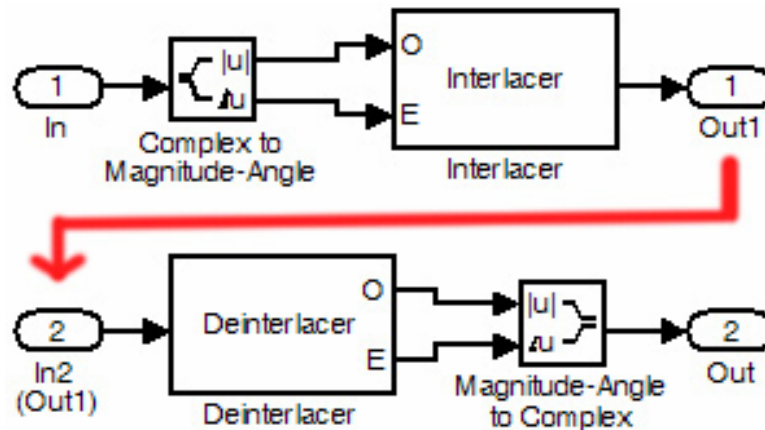 1
In
|u|
u
Complex to
Magnitude-Angle
O
E
Interlacer
Interlacer
1
Out1
2
In2
(Out1)
Deinterlacer
O
E
Deinterlacer
|u|
u
Magnitude-Angle
to Complex
2
Out